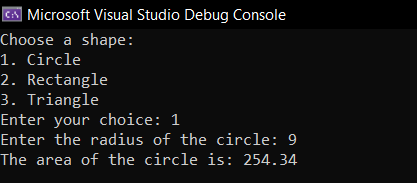 Microsoft Visual Studio Debug Console
Choose a shape:
1. Circle
2. Rectangle
3. Triangle
Enter your choice: 1
Enter the radius of the circle: 9
The area of the circle is: 254.34